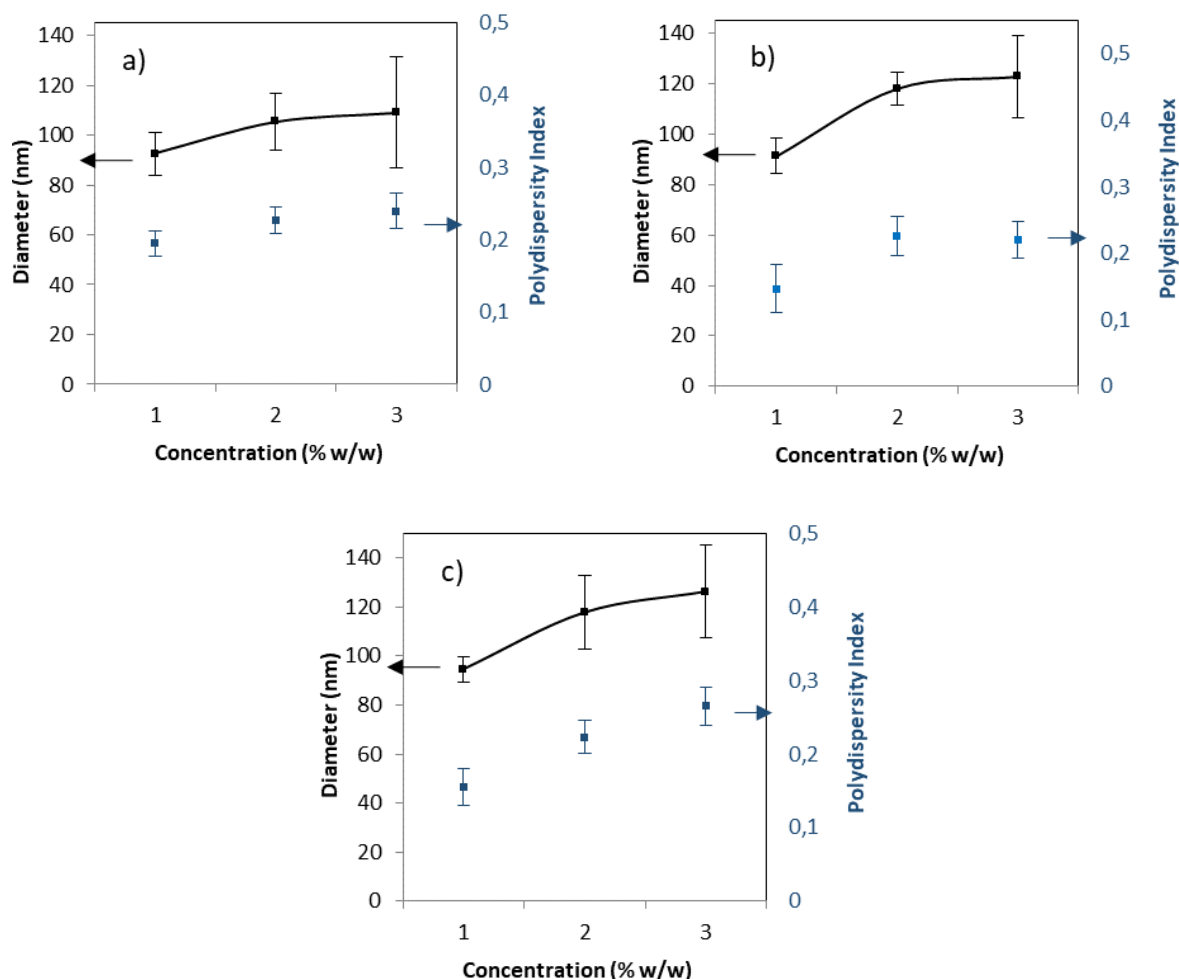 a)
140
120
100
80
60
40
20
0
Diameter (nm)
0,5
0,4
0,3
0,2
0,1
0
Polydispersity Index
1 2 3
Concentration (% w/w)
b)
140
120
100
80
60
40
20
0
Diameter (nm)
0,5
0,4
0,3
0,2
0,1
0
Polydispersity Index
1 2 3
Concentration (% w/w)
c)
140
120
100
80
60
40
20
0
Diameter (nm)
0,5
0,4
0,3
0,2
0,1
0
Polydispersity Index
1 2 3
Concentration (% w/w)